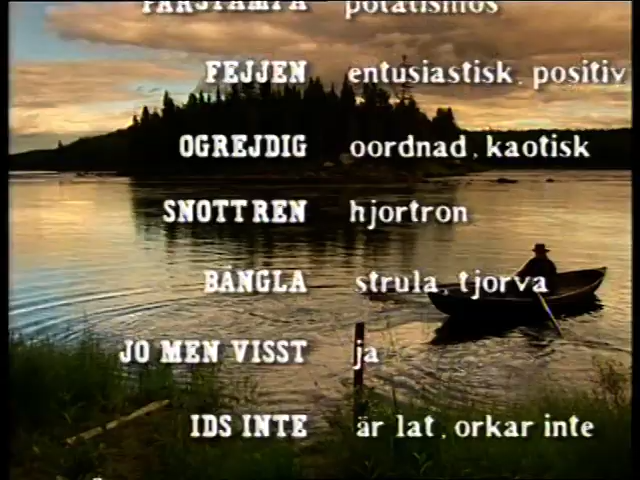 potatismos
FEJJEN entusiastisk, positiv
OGREJDIG oordnad, kaotisk
SNOTTREN hjortron
BÄNGLA strula, tjorva
JO MEN VISST ja
IDS INTE är lat, orkar inte